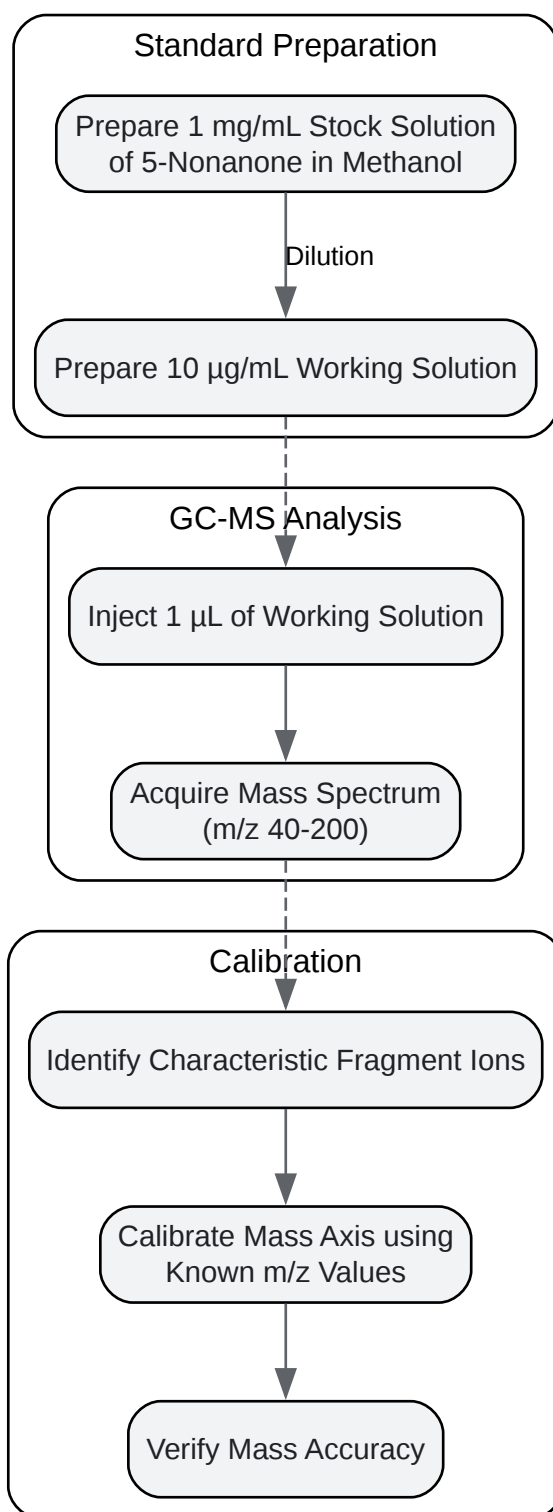 Standard Preparation
Prepare 1 mg/mL Stock Solution
of 5-Nonanone in Methanol
Dilution
Prepare 10 µg/mL Working Solution
GC-MS Analysis
Inject 1 µL of Working Solution
Acquire Mass Spectrum
(m/z 40-200)
Calibration
Identify Characteristic Fragment Ions
Calibrate Mass Axis using
Known m/z Values
Verify Mass Accuracy